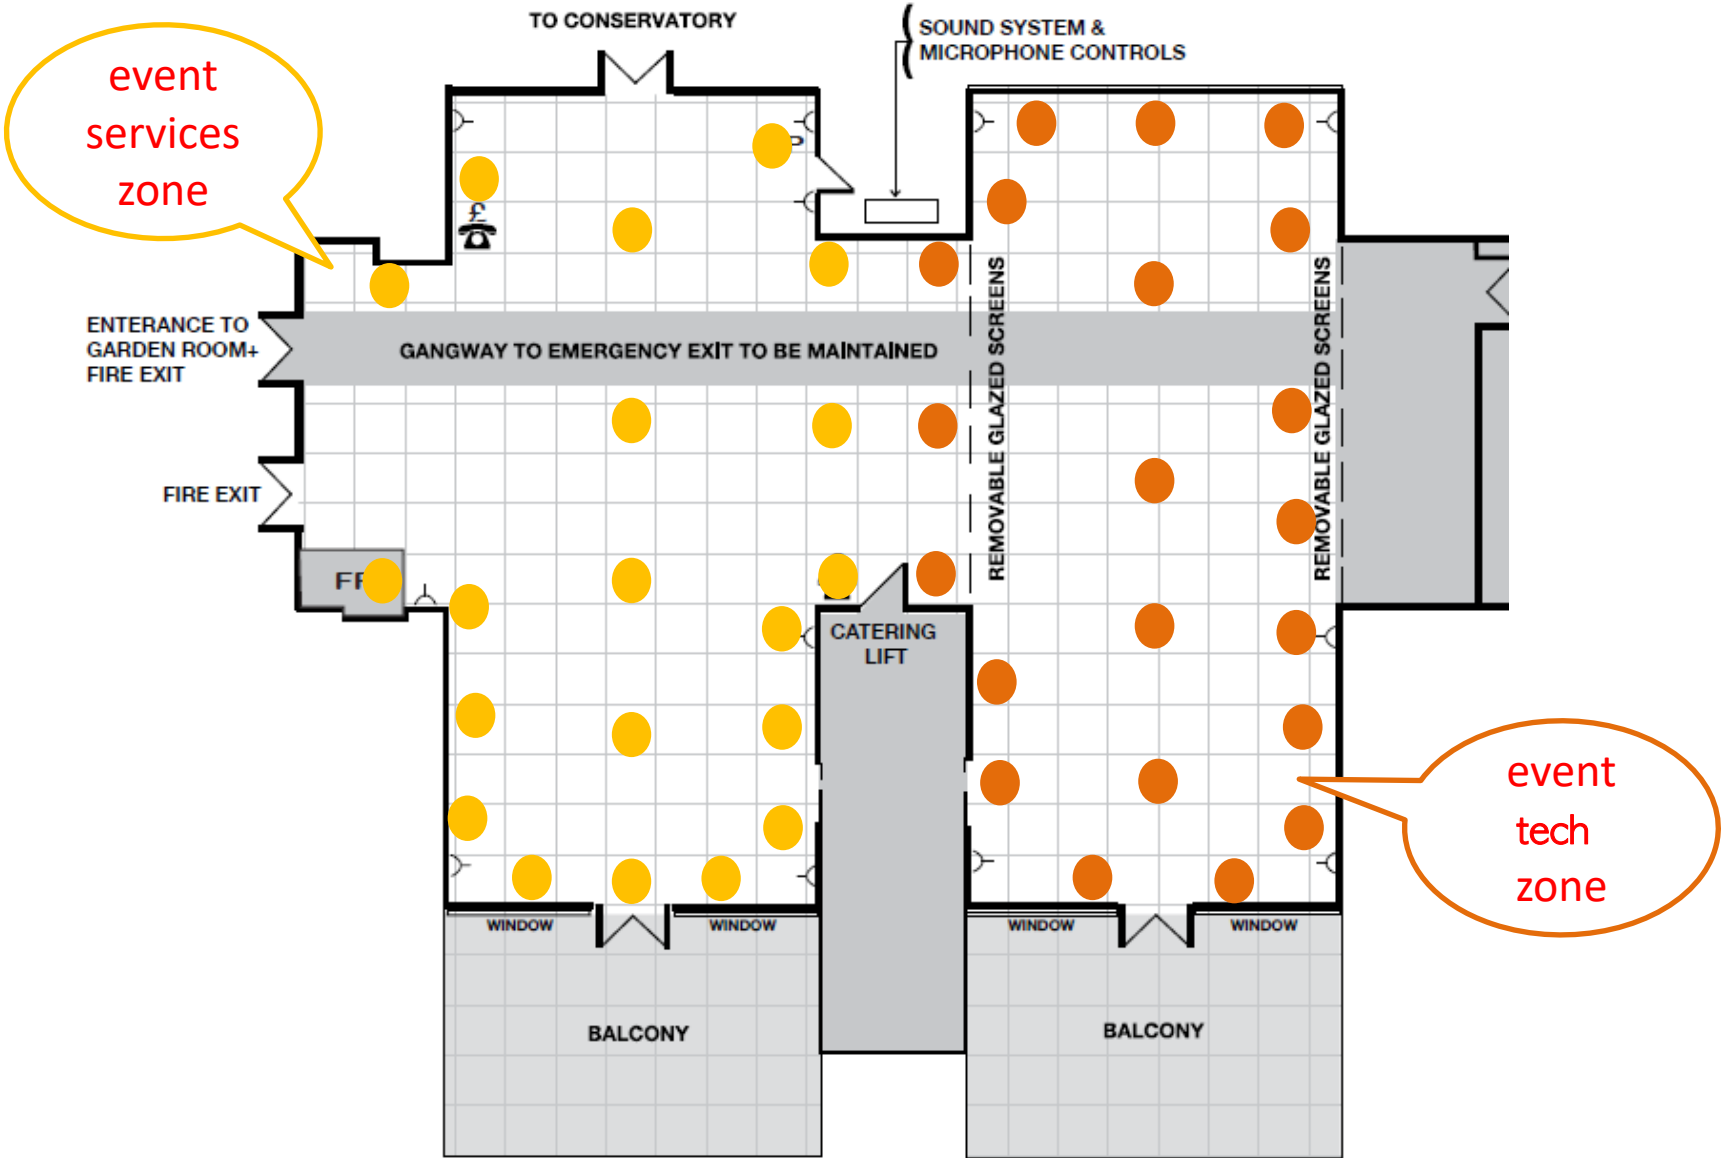 TO CONSERVATORY
SOUND SYSTEM &
MICROPHONE CONTROLS
event
services
zone
£
ENTERANCE TO
GARDEN ROOM+
FIRE EXIT
GANGWAY TO EMERGENCY EXIT TO BE MAINTAINED
REMOVABLE GLAZED SCREENS
REMOVABLE GLAZED SCREENS
FIRE EXIT
CATERING
LIFT
event
tech
zone
WINDOW
WINDOW
WINDOW
WINDOW
BALCONY
BALCONY